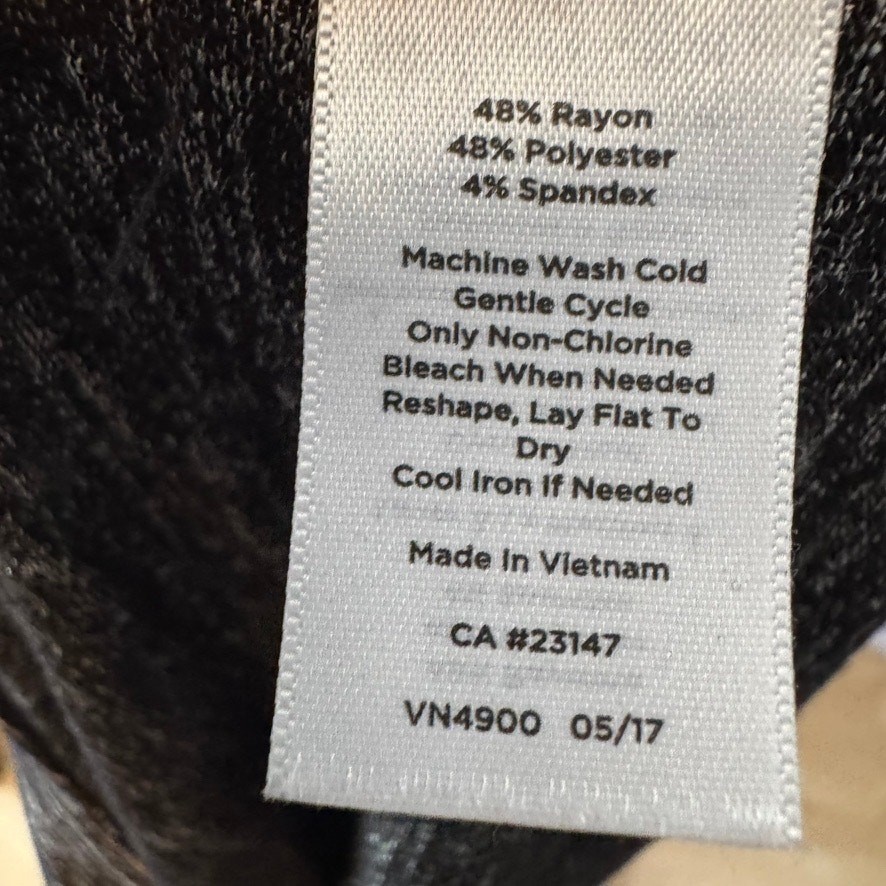 48% Rayon
48% Polyester
4% Spandex
Machine Wash Cold
Gentle Cycle
Only Non-Chlorine
Bleach When Needed
Reshape, Lay Flat To
Dry
Cool Iron If Needed
Made In Vietnam
CA #23147
VN4900 05/17